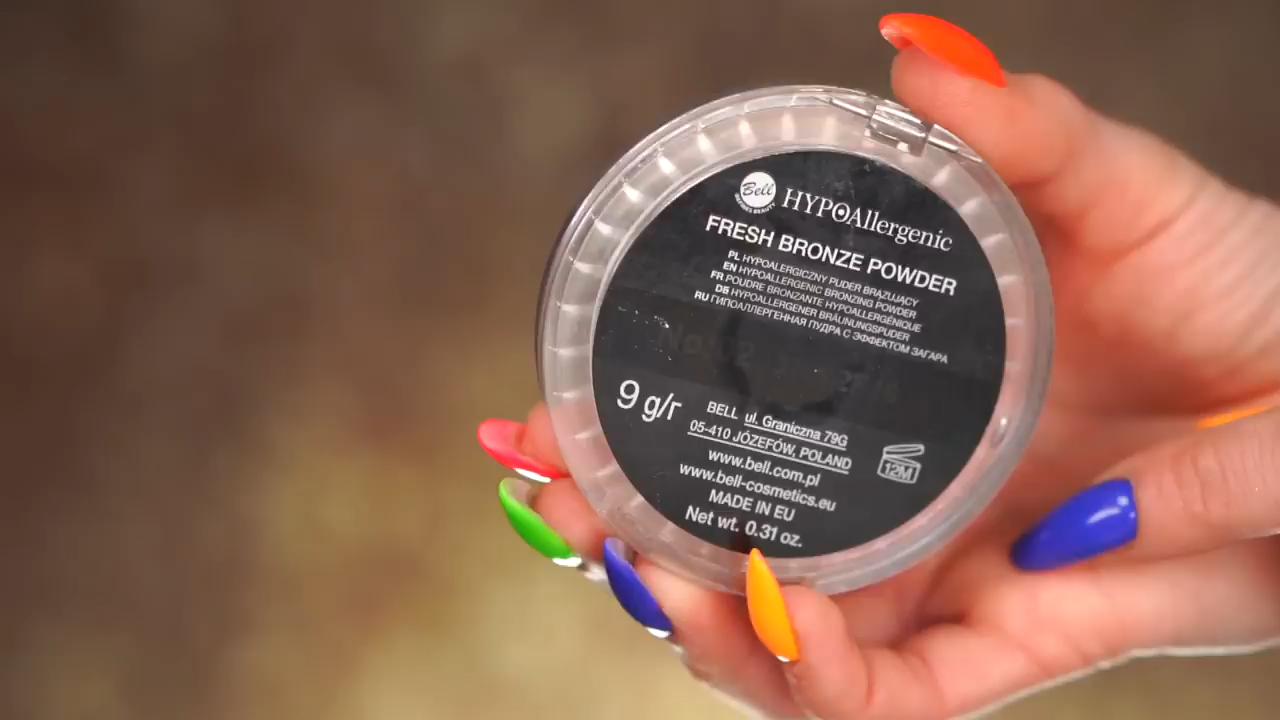 Bell HYPOAllergenic
FRESH BRONZE POWDER
PL HYPOALERGICZNY PUDER BRĄZUJĄCY
EN HYPOALLERGENIC BRONZING POWDER
FR POUDRE BRONZANTE HYPOALLERGÉNIQUE
DE HYPOALLERGENER BRÄUNUNGSPUDER
RU ГИПОАЛЛЕРГЕННАЯ ПУДРА С ЭФФЕКТОМ ЗАГАРА
9 g/г
BELL ul. Graniczna 79G
05-410 JÓZEFÓW, POLAND
www.bell.com.pl
www.bell-cosmetics.eu
MADE IN EU
Net wt. 0.31 oz.
12M